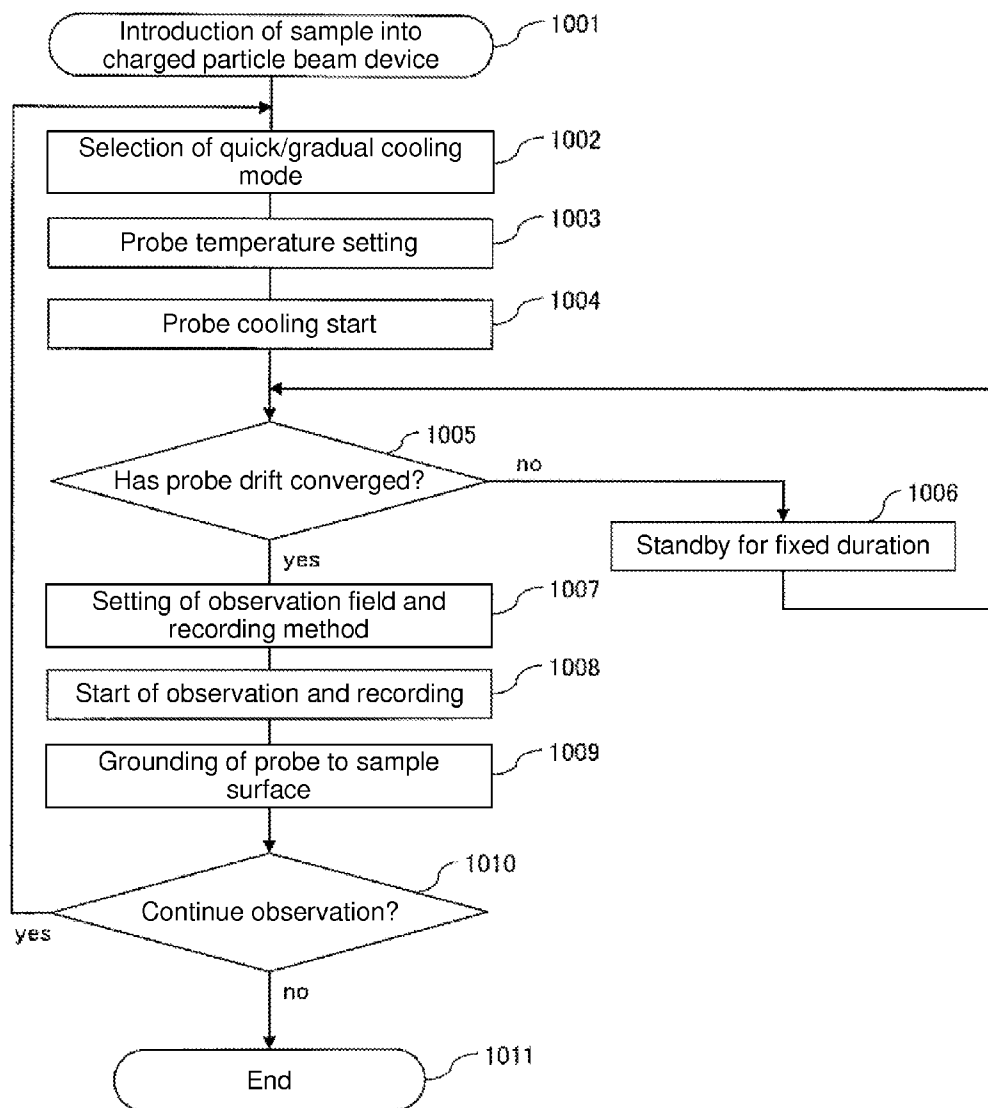 Introduction of sample into
charged particle beam device
1001
Selection of quick/gradual cooling
mode
1002
Probe temperature setting
1003
Probe cooling start
1004
Has probe drift converged?
1005
no
Standby for fixed duration
1006
yes
Setting of observation field and
recording method
1007
Start of observation and recording
1008
Grounding of probe to sample
surface
1009
Continue observation?
1010
yes
no
End
1011